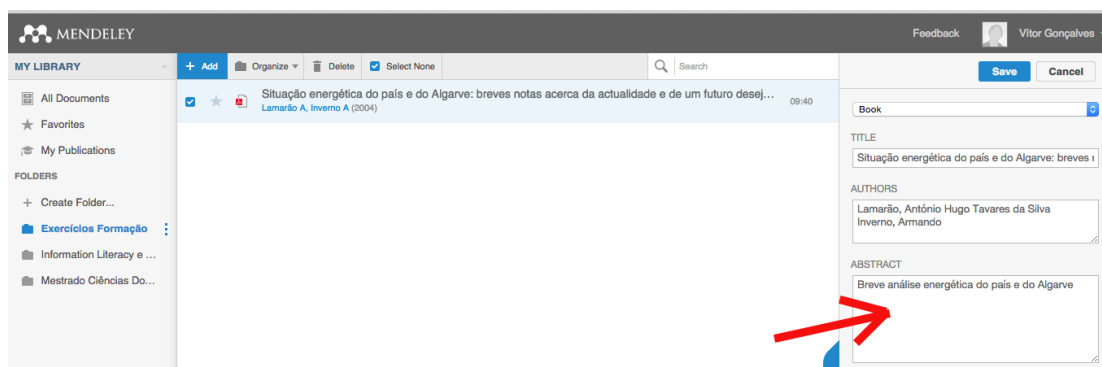 MENDELEY
Feedback
Vitor Gonçalves
MY LIBRARY
All Documents
Favorites
My Publications
FOLDERS
+ Create Folder...
Exercícios Formação
Information Literacy e ...
Mestrado Ciências Do...
+ Add
Organize
Delete
Select None
Search
Situação energética do país e do Algarve: breves notas acerca da actualidade e de um futuro desej...
Lamarão A, Inverno A (2004)
09:40
Save
Cancel
Book
TITLE
Situação energética do país e do Algarve: breves
AUTHORS
Lamarão, António Hugo Tavares da Silva
Inverno, Armando
ABSTRACT
Breve análise energética do país e do Algarve